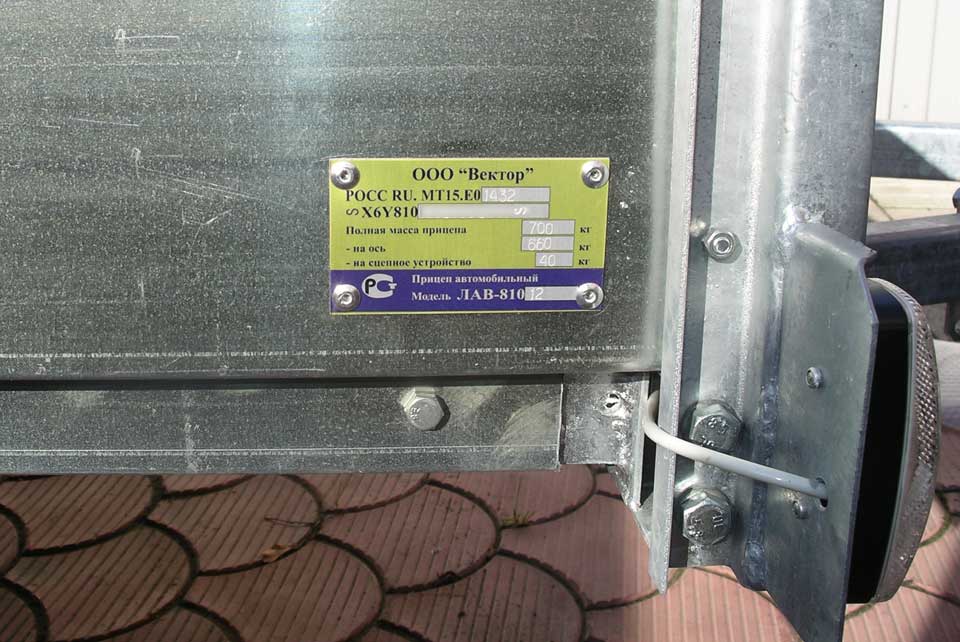 ООО “Вектор”
РОСС RU. МТ15.Е01432
X6Y810
Полная масса прицепа 700 кг
- на ось 660 кг
- на сцепное устройство 40 кг
Прицеп автомобильный
Модель ЛАВ-81012